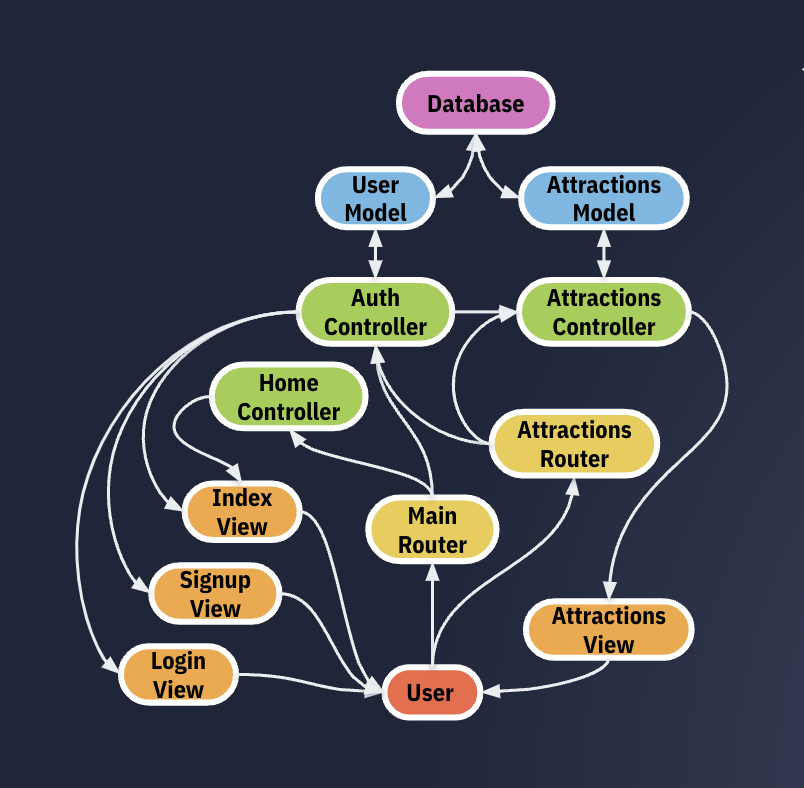 Database
User
Model
Attractions
Model
Auth
Controller
Attractions
Controller
Home
Controller
Attractions
Router
Index
View
Main
Router
Signup
View
Attractions
View
Login
View
User